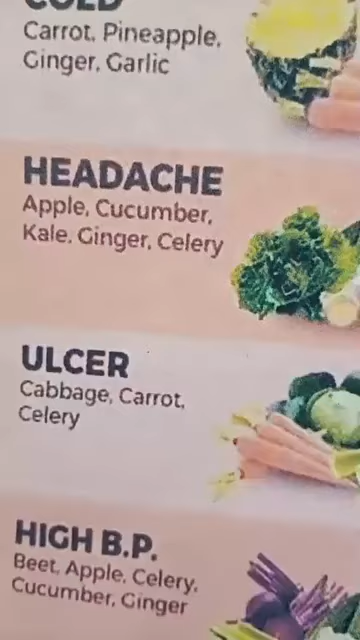 COLD
Carrot, Pineapple,
Ginger, Garlic
HEADACHE
Apple, Cucumber,
Kale, Ginger, Celery
ULCER
Cabbage, Carrot,
Celery
HIGH B.P.
Beet, Apple, Celery,
Cucumber, Ginger